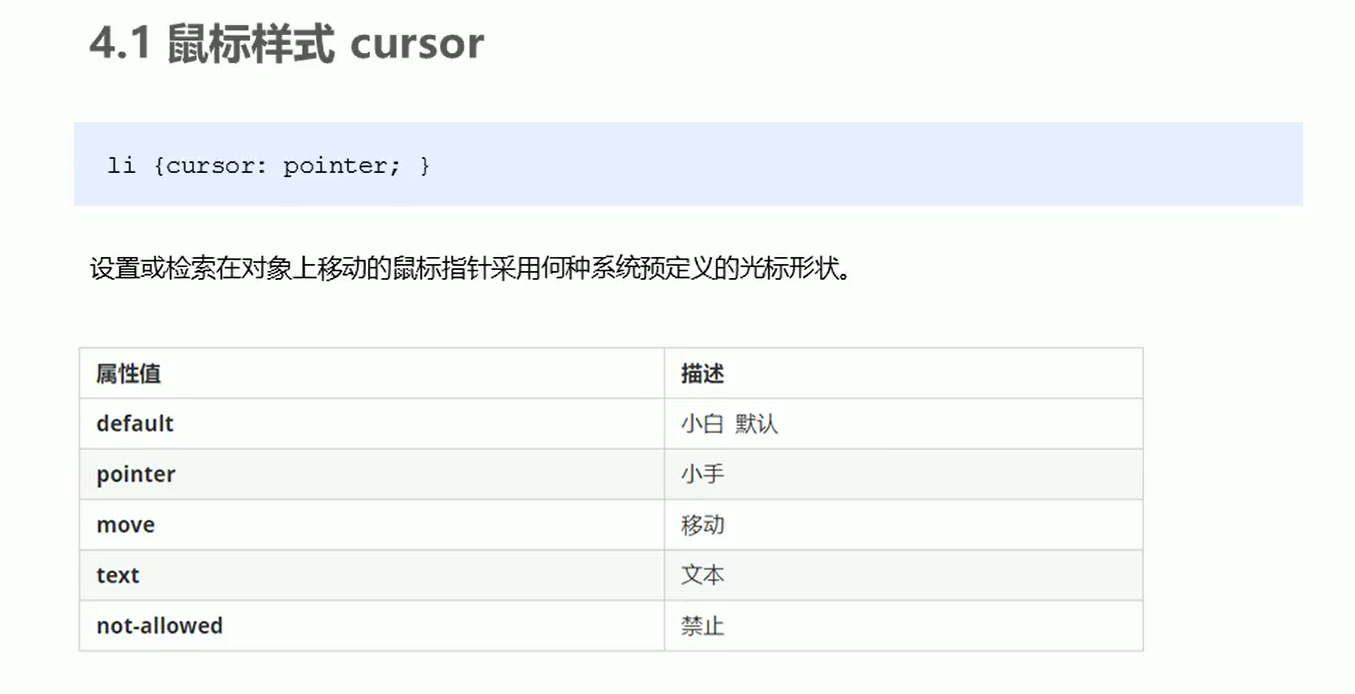 4.1 鼠标样式 cursor
li {cursor: pointer; }
设置或检索在对象上移动的鼠标指针采用何种系统预定义的光标形状。
属性值 描述
default 小白 默认
pointer 小手
move 移动
text 文本
not-allowed 禁止